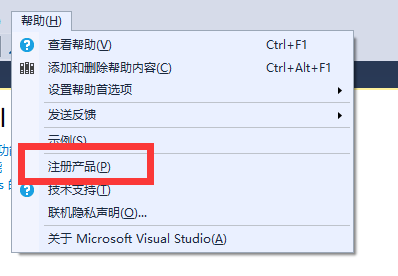 帮助(H)
查看帮助(V) Ctrl+F1
添加和删除帮助内容(C) Ctrl+Alt+F1
设置帮助首选项
发送反馈
示例(S)
注册产品(P)
技术支持(T)
联机隐私声明(O)...
关于 Microsoft Visual Studio(A)